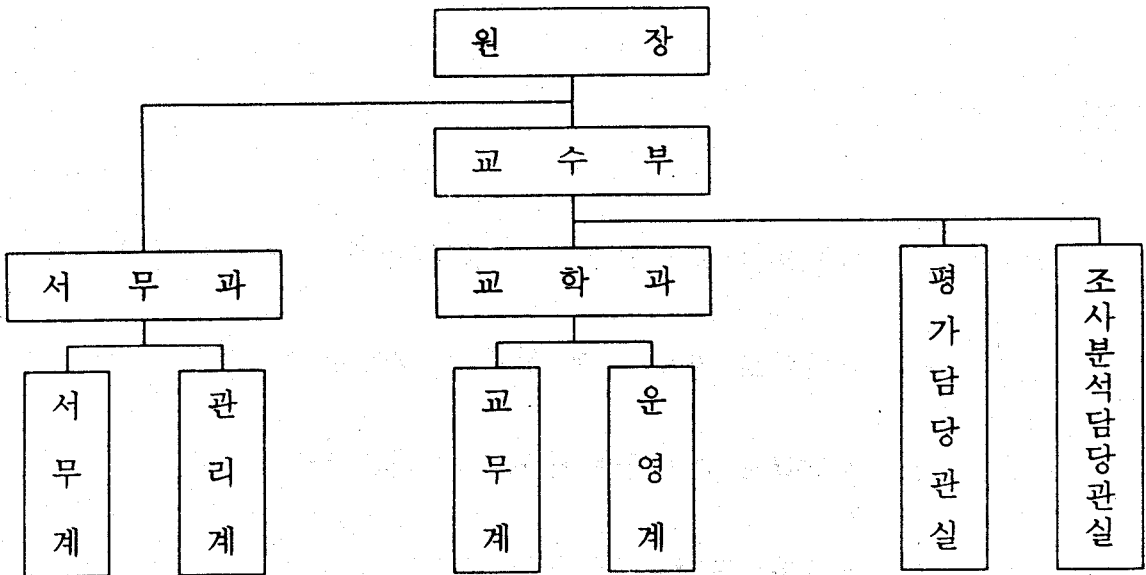 원 장
교 수 부
서 무 과
교 학 과
평가담당관실
조사분석담당관실
서무계
관리계
교무계
운영계